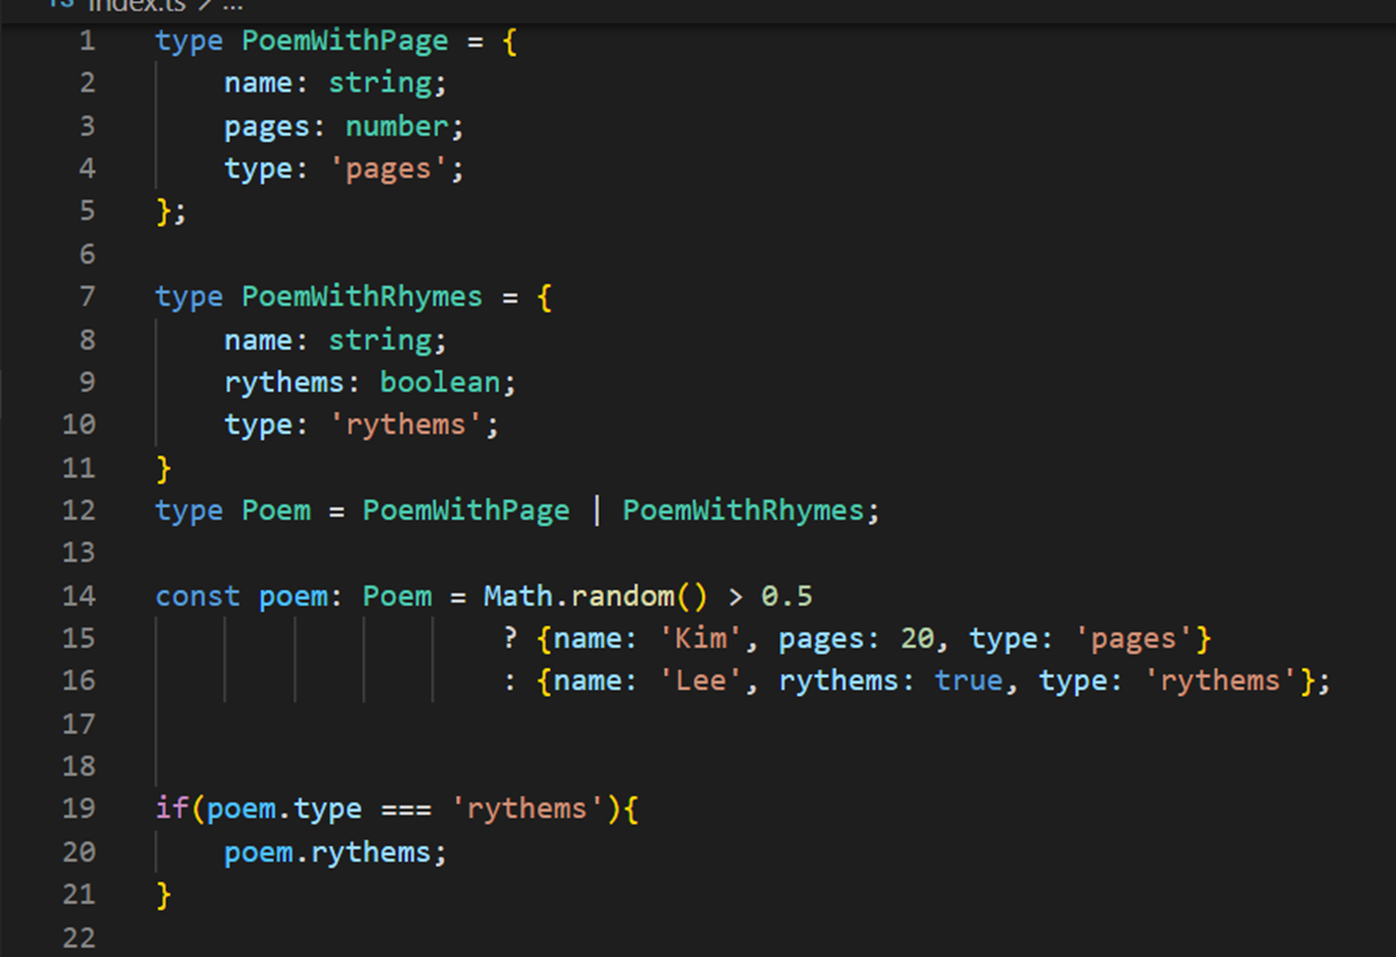 TS index.ts > ...
1 type PoemWithPage = {
2 name: string;
3 pages: number;
4 type: 'pages';
5 };
6
7 type PoemWithRhymes = {
8 name: string;
9 rythems: boolean;
10 type: 'rythems';
11 }
12 type Poem = PoemWithPage | PoemWithRhymes;
13
14 const poem: Poem = Math.random() > 0.5
15 ? {name: 'Kim', pages: 20, type: 'pages'}
16 : {name: 'Lee', rythems: true, type: 'rythems'};
17
18
19 if(poem.type === 'rythems'){
20 poem.rythems;
21 }
22